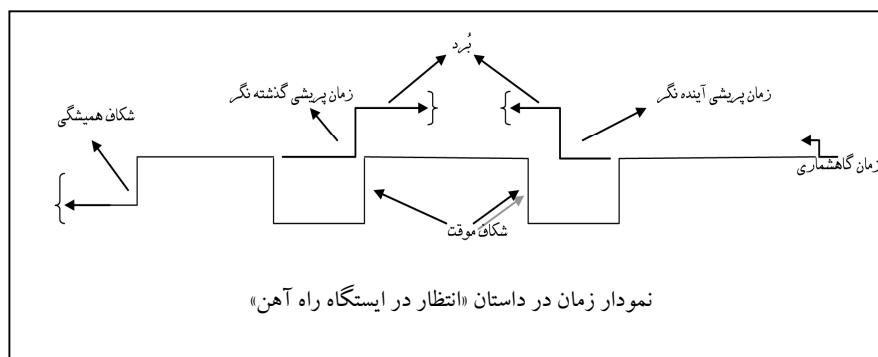 بُرد
زمان پریشی آینده نگر
زمان پریشی گذشته نگر
شکاف همیشگی
زمان گاهشماری
شکاف موقت
نمودار زمان در داستان «انتظار در ایستگاه راه آهن»